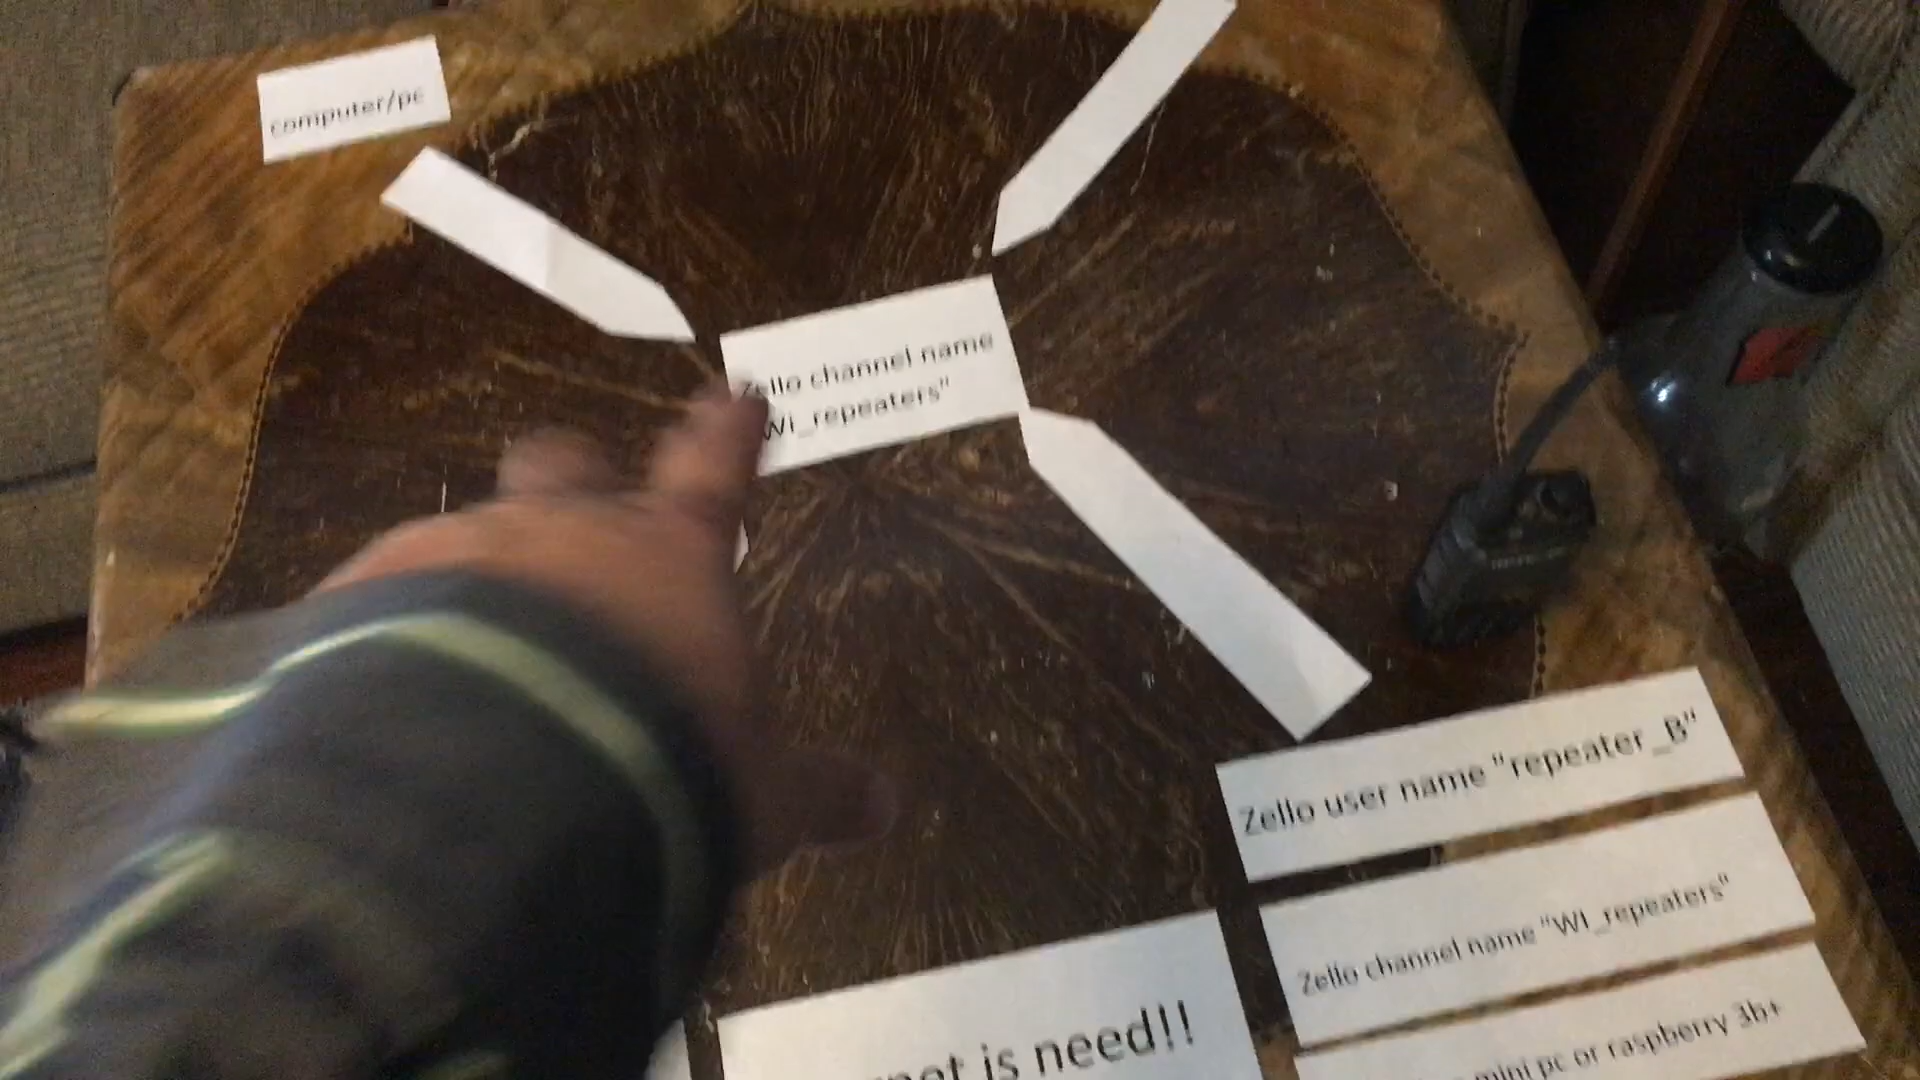 computer/pc
Zello channel name
Wi_repeaters"
Zello user name "repeater_B"
Zello channel name "WI_repeaters"
mini pc or raspberry 3b+
is need!!